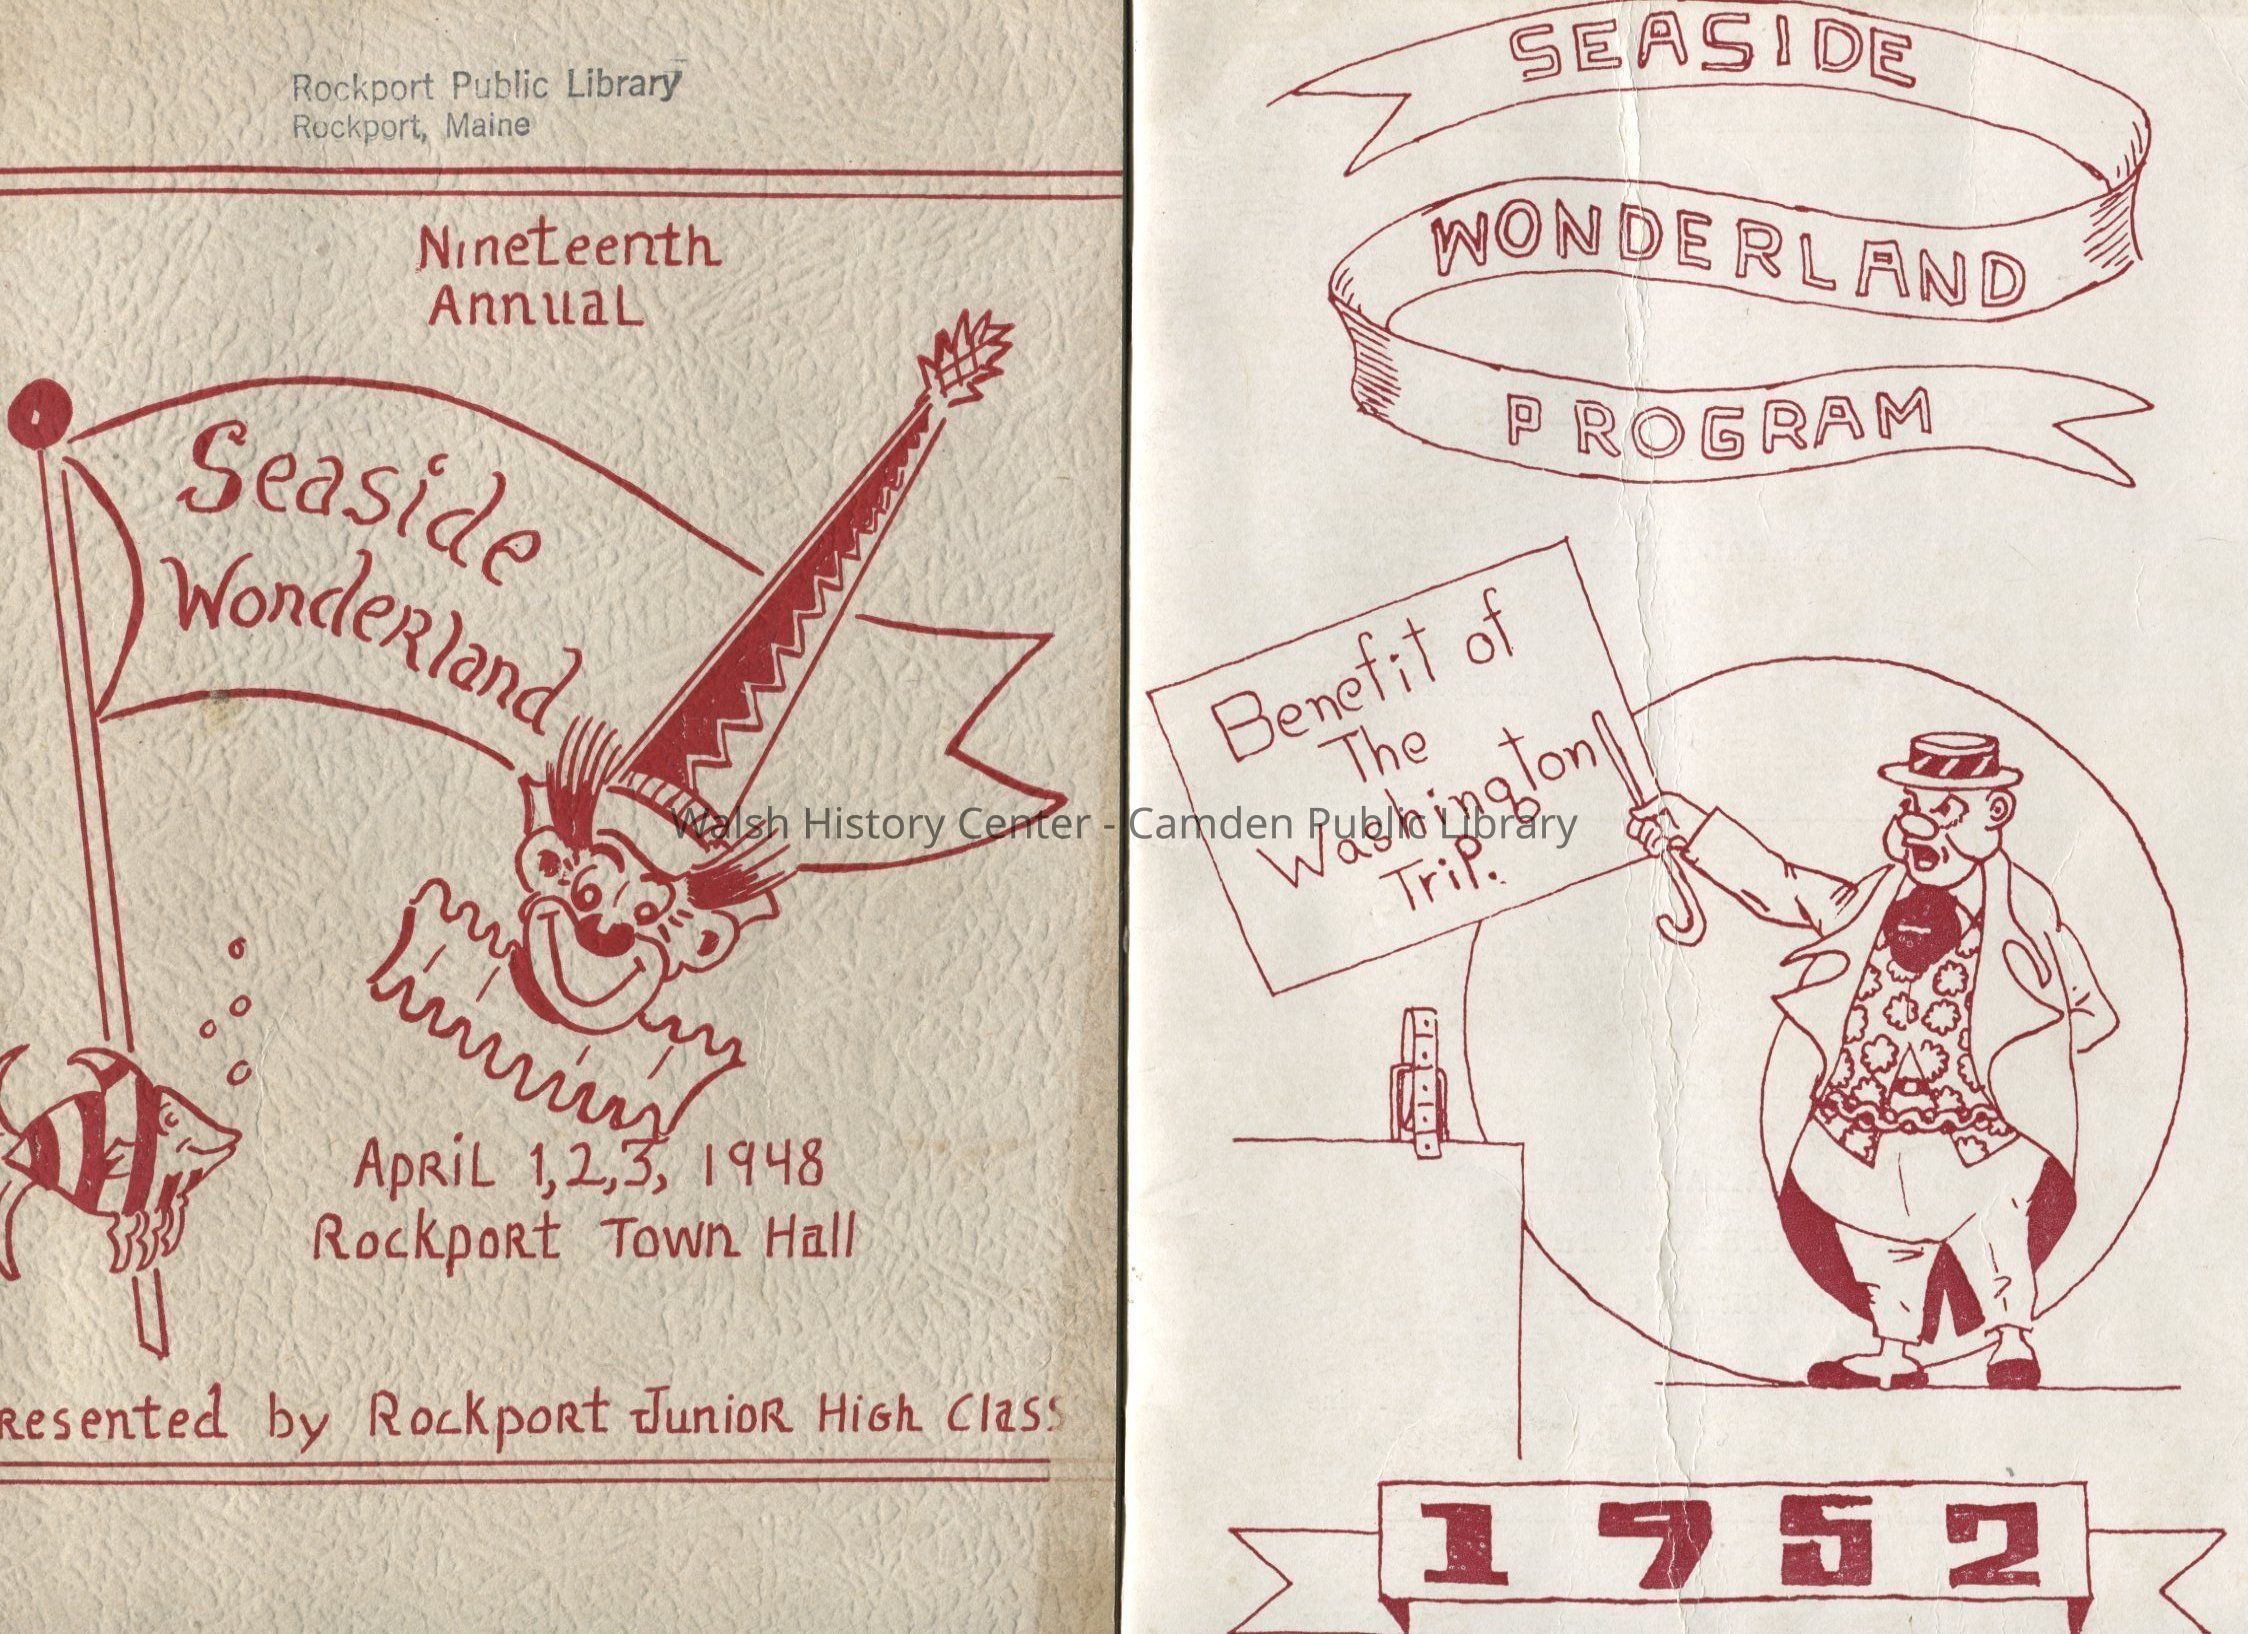 Rockport Public Library
Rockport, Maine
Nineteenth
Annual
Seaside
Wonderland
April 1,2,3, 1948
Rockport Town Hall
resented by Rockport Junior High Class
SEASIDE
WONDERLAND
PROGRAM
Benefit of
The
Washington
Trip.
1952
Walsh History Center - Camden Public Library